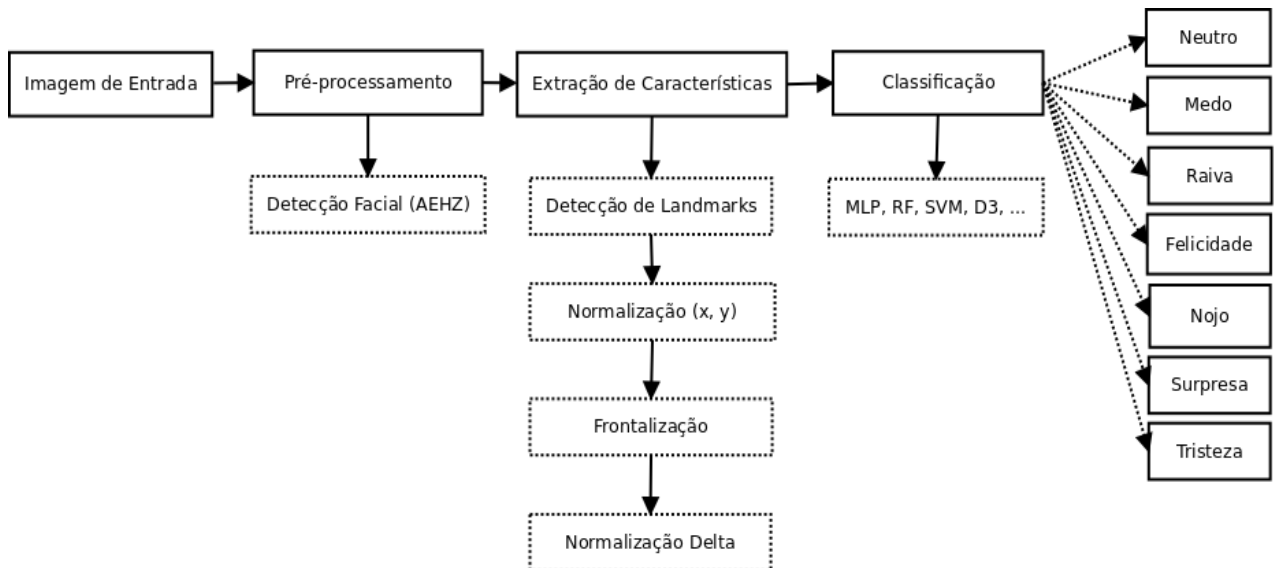 Imagem de Entrada
Pré-processamento
Extração de Características
Classificação
Detecção Facial (AEHZ)
Detecção de Landmarks
MLP, RF, SVM, D3, ...
Normalização (x, y)
Frontalização
Normalização Delta
Neutro
Medo
Raiva
Felicidade
Nojo
Surpresa
Tristeza